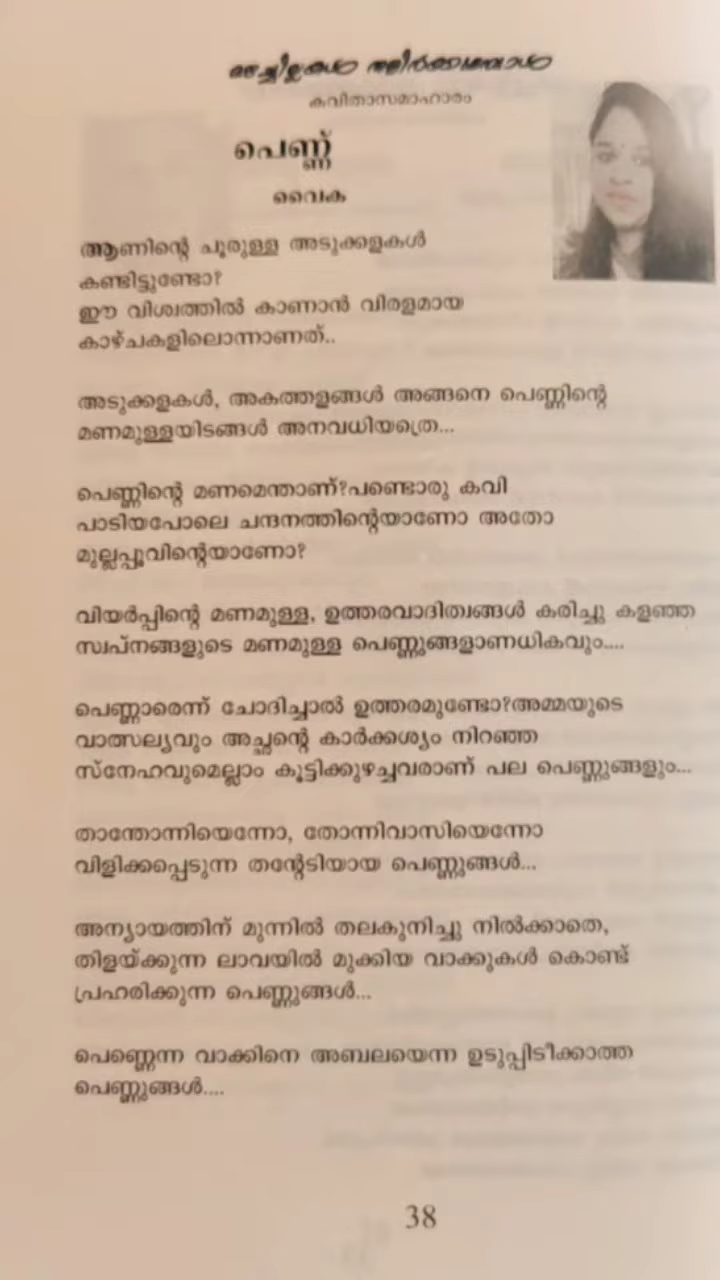 കവിതാസമാഹാരം
പെണ്ണ്
വൈക
ആണിന്റെ ചൂരുള്ള അടുക്കളകൾ
കണ്ടിട്ടുണ്ടോ?
ഈ വിശ്വത്തിൽ കാണാൻ വിരളമായ
കാഴ്ചകളിലൊന്നാണത്..
അടുക്കളകൾ, അകത്തളങ്ങൾ അങ്ങനെ പെണ്ണിന്റെ
മണമുള്ളയിടങ്ങൾ അനവധിയത്രെ...
പെണ്ണിന്റെ മണമെന്താണ്?പണ്ടൊരു കവി
പാടിയപോലെ ചന്ദനത്തിന്റെയാണോ അതോ
മുല്ലപ്പൂവിന്റെയാണോ?
വിയർപ്പിന്റെ മണമുള്ള, ഉത്തരവാദിത്വങ്ങൾ കരിച്ചു കളഞ്ഞ
സ്വപ്നങ്ങളുടെ മണമുള്ള പെണ്ണുങ്ങളാണധികവും....
പെണ്ണാരെന്ന് ചോദിച്ചാൽ ഉത്തരമുണ്ടോ?അമ്മയുടെ
വാത്സല്യവും അച്ഛന്റെ കാർക്കശ്യം നിറഞ്ഞ
സ്നേഹവുമെല്ലാം കൂട്ടിക്കുഴച്ചവരാണ് പല പെണ്ണുങ്ങളും...
താന്തോന്നിയെന്നോ, തോന്നിവാസിയെന്നോ
വിളിക്കപ്പെടുന്ന തന്റേടിയായ പെണ്ണുങ്ങൾ...
അന്യായത്തിന് മുന്നിൽ തലകുനിച്ചു നിൽക്കാതെ,
തിളയ്ക്കുന്ന ലാവയിൽ മുക്കിയ വാക്കുകൾ കൊണ്ട്
പ്രഹരിക്കുന്ന പെണ്ണുങ്ങൾ...
പെണ്ണെന്ന വാക്കിനെ അബലയെന്ന ഉടുപ്പിടീക്കാത്ത
പെണ്ണുങ്ങൾ....
38